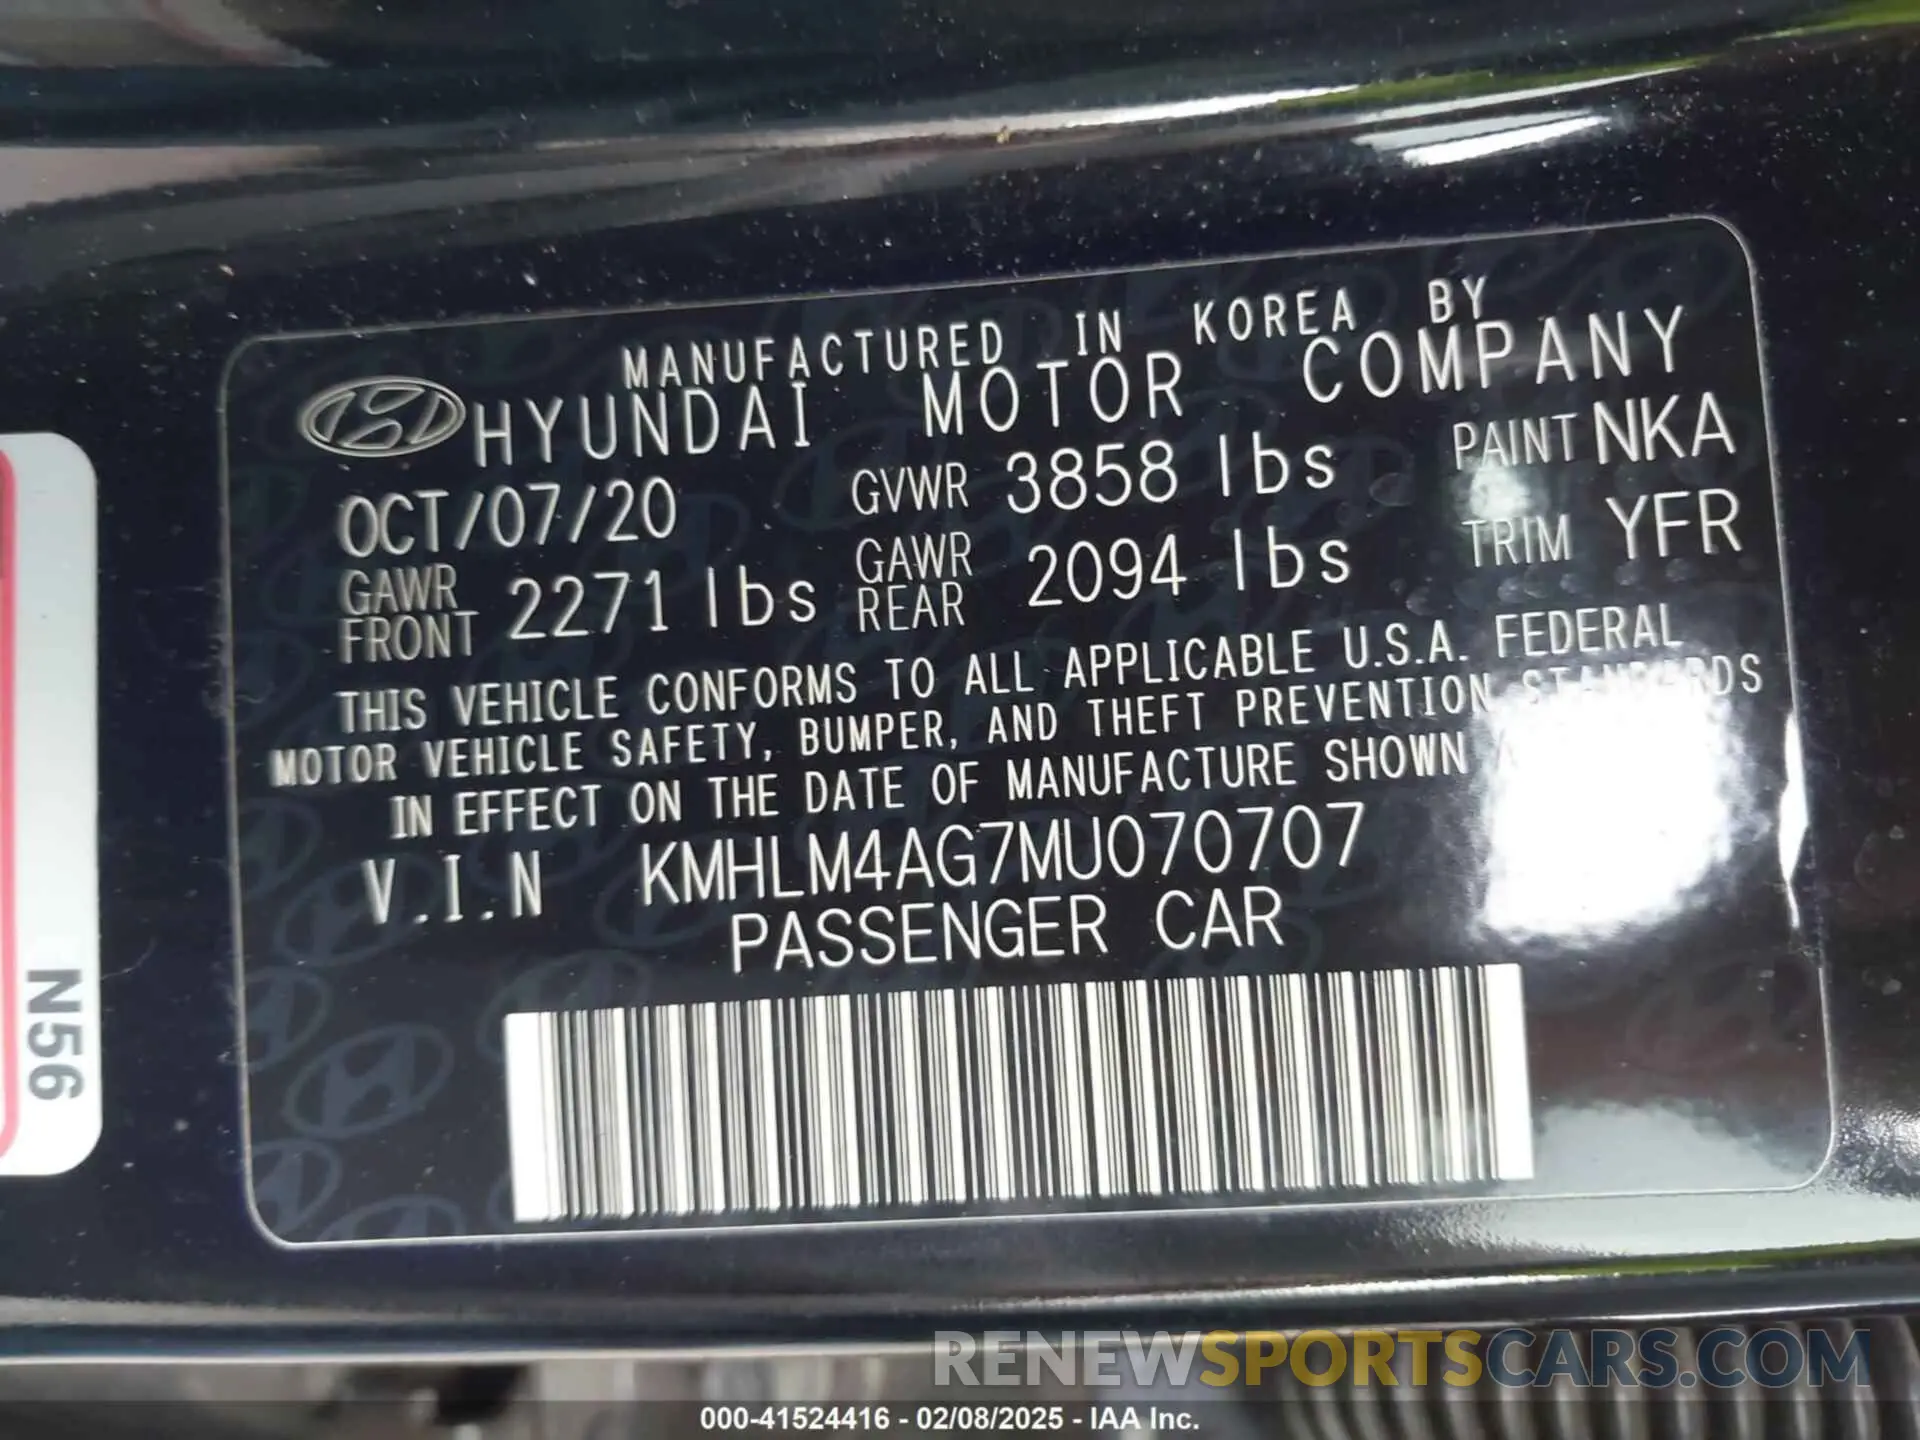 MANUFACTURED IN KOREA BY
HYUNDAI MOTOR COMPANY
OCT/07/20 GVWR 3858 lbs PAINT NKA
GAWR FRONT 2271 lbs GAWR REAR 2094 lbs TRIM YFR
THIS VEHICLE CONFORMS TO ALL APPLICABLE U.S.A. FEDERAL
MOTOR VEHICLE SAFETY, BUMPER, AND THEFT PREVENTION STANDARDS
IN EFFECT ON THE DATE OF MANUFACTURE SHOWN
V.I.N KMHLM4AG7MU070707
PASSENGER CAR
N56
RENEWSPORTSCARS.COM
000-41524416 - 02/08/2025 - IAA Inc.